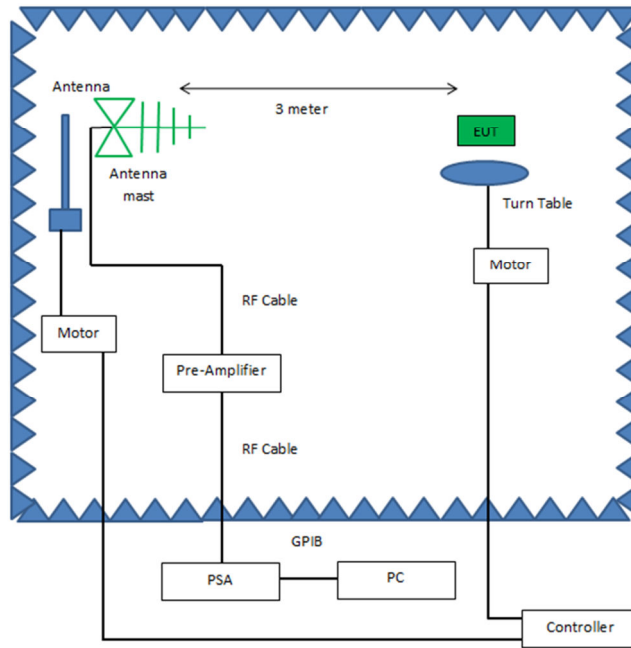 Antenna
3 meter
EUT
Antenna
mast
Turn Table
Motor
RF Cable
Motor
Pre-Amplifier
RF Cable
GPIB
PSA
PC
Controller